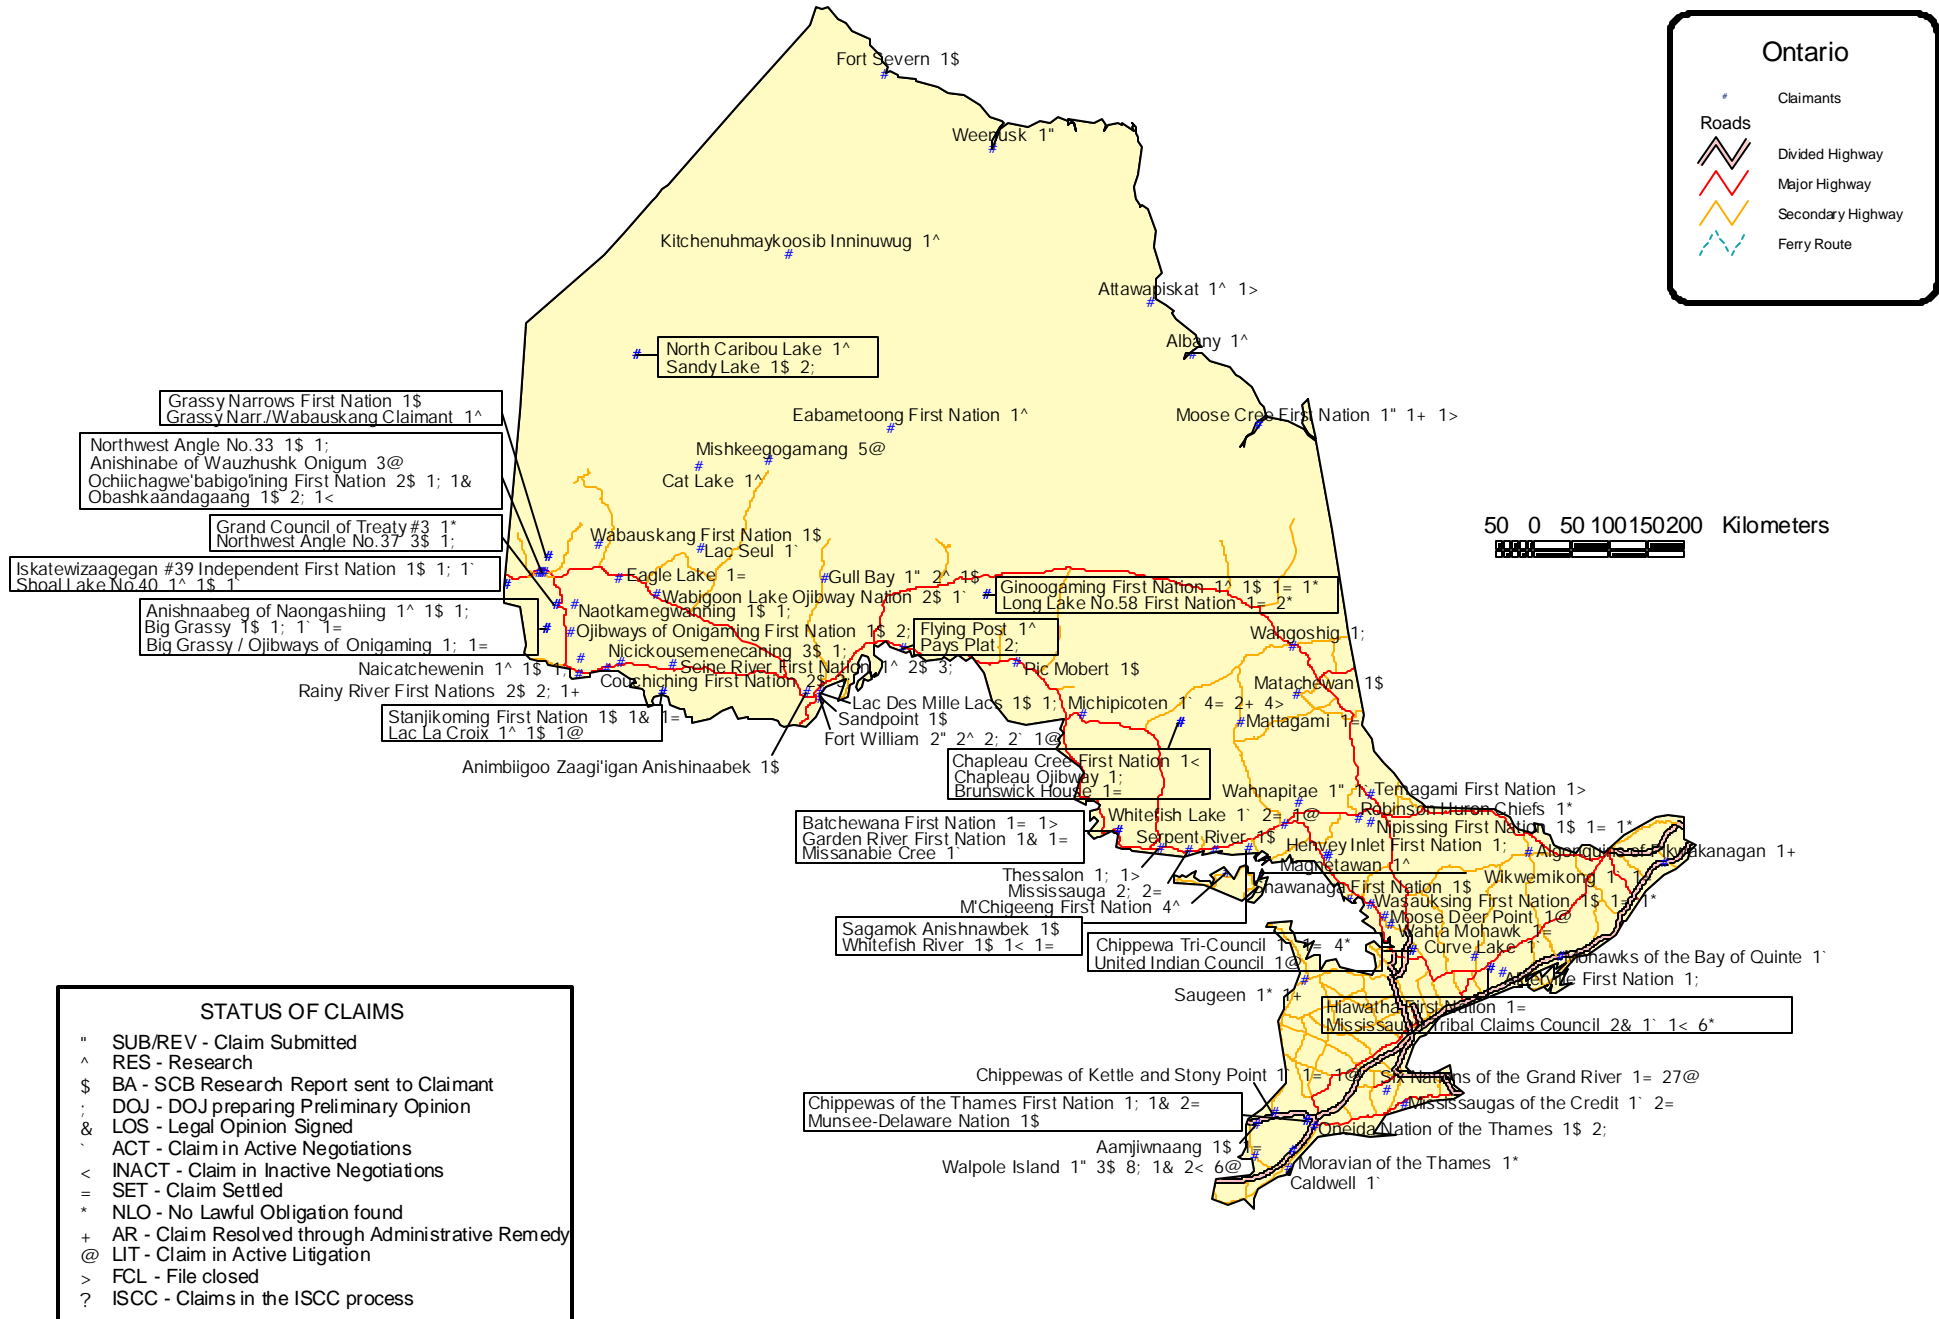 Ontario
Claimants
Roads
Divided Highway
Major Highway
Secondary Highway
Ferry Route
Fort Severn 1$
Weenusk 1"
Kitchenuhmaykoosib Inninuwug 1^
Attawapiskat 1^ 1>
Albany 1^
North Caribou Lake 1^
Sandy Lake 1$ 2;
Grassy Narrows First Nation 1$
Grassy Narr./Wabauskang Claimant 1^
Eabametoong First Nation 1^
Moose Cree First Nation 1" 1+ 1>
Northwest Angle No.33 1$ 1;
Anishinabe of Wauzhushk Onigum 3@
Ochiichagwe'babigo'ining First Nation 2$ 1; 1&
Obashkaandagaang 1$ 2; 1<
Mishkeegogamang 5@
Cat Lake 1^
Grand Council of Treaty #3 1*
Northwest Angle No.37 3$ 1;
50 0 50 100 150 200 Kilometers
Wabauskang First Nation 1$
Lac Seul 1`
Iskatewizaagegan #39 Independent First Nation 1$ 1; 1`
Shoal Lake No.40 1^ 1$ 1`
Eagle Lake 1=
Gull Bay 1" 2^ 1$
Wabigoon Lake Ojibway Nation 2$ 1`
Ginoogaming First Nation 1^ 1$ 1= 1*
Long Lake No.58 First Nation 1= 2*
Anishnaabeg of Naongashiing 1^ 1$ 1;
Big Grassy 1$ 1; 1` 1=
Big Grassy / Ojibways of Onigaming 1; 1=
Naotkamegwanning 1$ 1;
Ojibways of Onigaming First Nation 1$ 2;
Flying Post 1^
Pays Plat 2;
Wahgoshig 1;
Nicickousemenecaning 3$ 1;
Naicatchewenin 1^ 1$ 1;
Seine River First Nation 1^ 2$ 3;
Pic Mobert 1$
Couchiching First Nation 2$
Rainy River First Nations 2$ 2; 1+
Matachewan 1$
Stanjikoming First Nation 1$ 1& 1=
Lac La Croix 1^ 1$ 1@
Lac Des Mille Lacs 1$ 1;
Michipicoten 1` 4= 2+ 4>
Sandpoint 1$
Mattagami 1=
Fort William 2" 2^ 2; 2` 1@
Animbiigoo Zaagi'igan Anishinaabek 1$
Chapleau Cree First Nation 1<
Chapleau Ojibway 1;
Brunswick House 1=
Wahnapitae 1" 1`
Temagami First Nation 1>
Robinson Huron Chiefs 1*
Whitefish Lake 1` 2= 1@
Nipissing First Nation 1$ 1= 1*
Batchewana First Nation 1= 1>
Garden River First Nation 1& 1=
Missanabie Cree 1`
Serpent River 1$
Henvey Inlet First Nation 1;
Algonquins of Pikwakanagan 1+
Magnetawan 1^
Thessalon 1; 1>
Mississauga 2; 2=
M'Chigeeng First Nation 4^
Wikwemikong 1`
Shawanaga First Nation 1$
Wasauksing First Nation 1$ 1= 1*
Moose Deer Point 1@
Wahta Mohawk 1=
Sagamok Anishnawbek 1$
Whitefish River 1$ 1< 1=
Chippewa Tri-Council 1` 1= 4*
United Indian Council 1@
Curve Lake 1`
Mohawks of the Bay of Quinte 1`
Alderville First Nation 1;
Saugeen 1* 1+
Hiawatha First Nation 1=
Mississauga Tribal Claims Council 2& 1` 1< 6*
Chippewas of Kettle and Stony Point 1` 1= 1@
Six Nations of the Grand River 1= 27@
Chippewas of the Thames First Nation 1; 1& 2=
Munsee-Delaware Nation 1$
Mississaugas of the Credit 1` 2=
Oneida Nation of the Thames 1$ 2;
Aamjiwnaang 1$ 1=
Walpole Island 1" 3$ 8; 1& 2< 6@
Moravian of the Thames 1*
Caldwell 1`
STATUS OF CLAIMS
" SUB/REV - Claim Submitted
^ RES - Research
$ BA - SCB Research Report sent to Claimant
; DOJ - DOJ preparing Preliminary Opinion
& LOS - Legal Opinion Signed
` ACT - Claim in Active Negotiations
< INACT - Claim in Inactive Negotiations
= SET - Claim Settled
* NLO - No Lawful Obligation found
+ AR - Claim Resolved through Administrative Remedy
@ LIT - Claim in Active Litigation
> FCL - File closed
? ISCC - Claims in the ISCC process